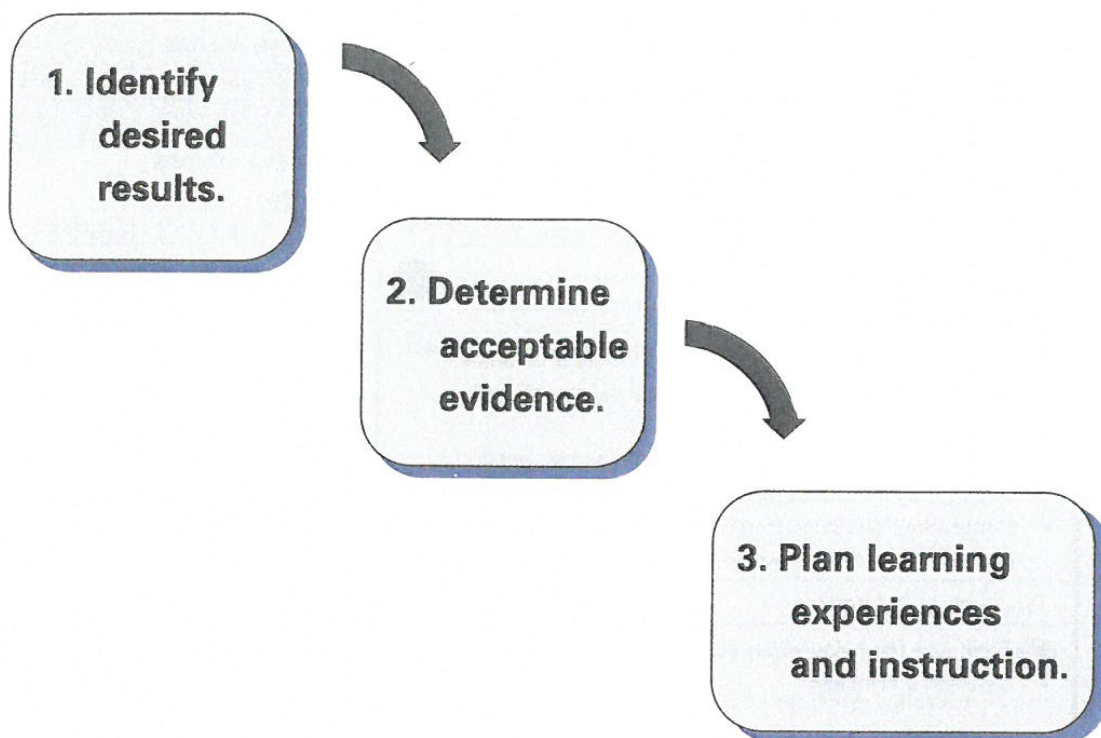 1. Identify
desired
results.
2. Determine
acceptable
evidence.
3. Plan learning
experiences
and instruction.